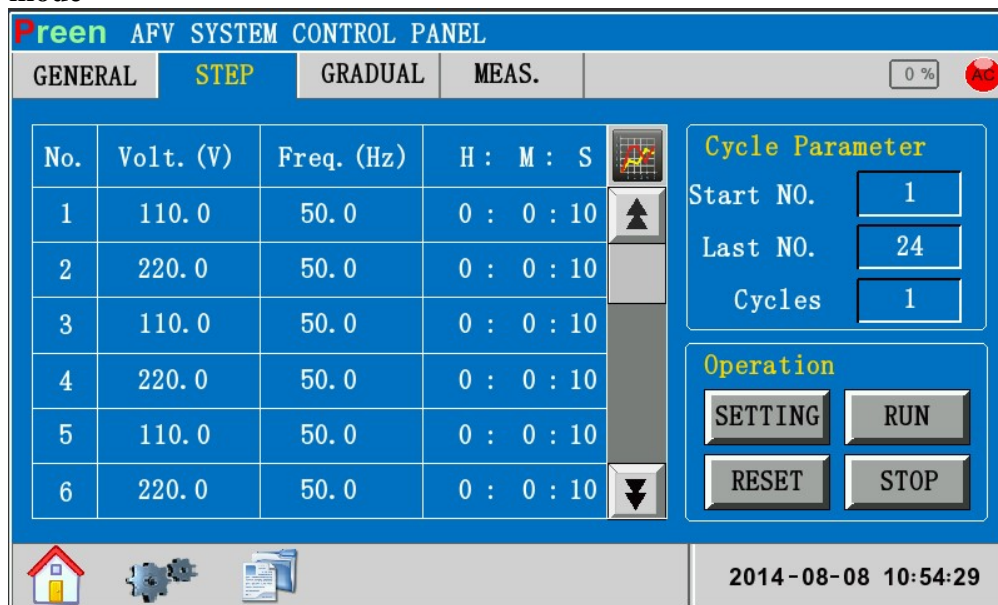 mode
Preen AFV SYSTEM CONTROL PANEL
GENERAL STEP GRADUAL MEAS.
0 % AC
No. Volt. (V) Freq. (Hz) H : M : S
1 110.0 50.0 0 : 0 : 10
2 220.0 50.0 0 : 0 : 10
3 110.0 50.0 0 : 0 : 10
4 220.0 50.0 0 : 0 : 10
5 110.0 50.0 0 : 0 : 10
6 220.0 50.0 0 : 0 : 10
Cycle Parameter
Start NO. 1
Last NO. 24
Cycles 1
Operation
SETTING RUN
RESET STOP
2014-08-08 10:54:29